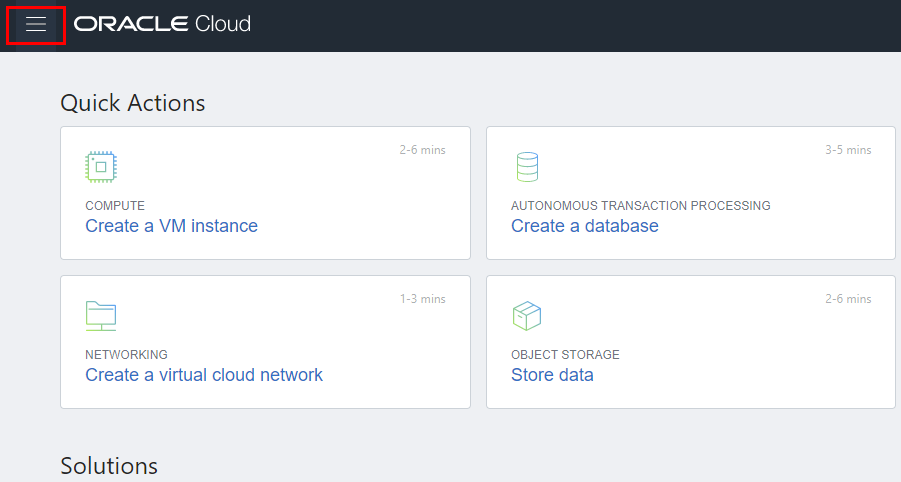 ORACLE Cloud
Quick Actions
2-6 mins
COMPUTE
Create a VM instance
3-5 mins
AUTONOMOUS TRANSACTION PROCESSING
Create a database
1-3 mins
NETWORKING
Create a virtual cloud network
2-6 mins
OBJECT STORAGE
Store data
Solutions